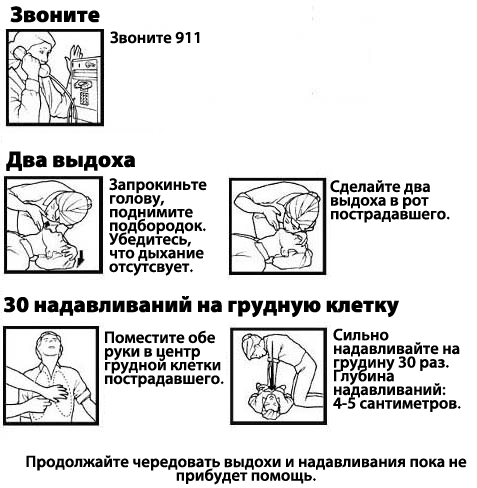 Звоните
Звоните 911
Два выдоха
Запрокиньте
голову,
поднимите
подбородок.
Убедитесь,
что дыхание
отсутсвует.
Сделайте два
выдоха в рот
пострадавшего.
30 надавливаний на грудную клетку
Поместите обе
руки в центр
грудной клетки
пострадавшего.
Сильно
надавливайте на
грудину 30 раз.
Глубина
надавливаний:
4-5 сантиметров.
Продолжайте чередовать выдохи и надавливания пока не
прибудет помощь.